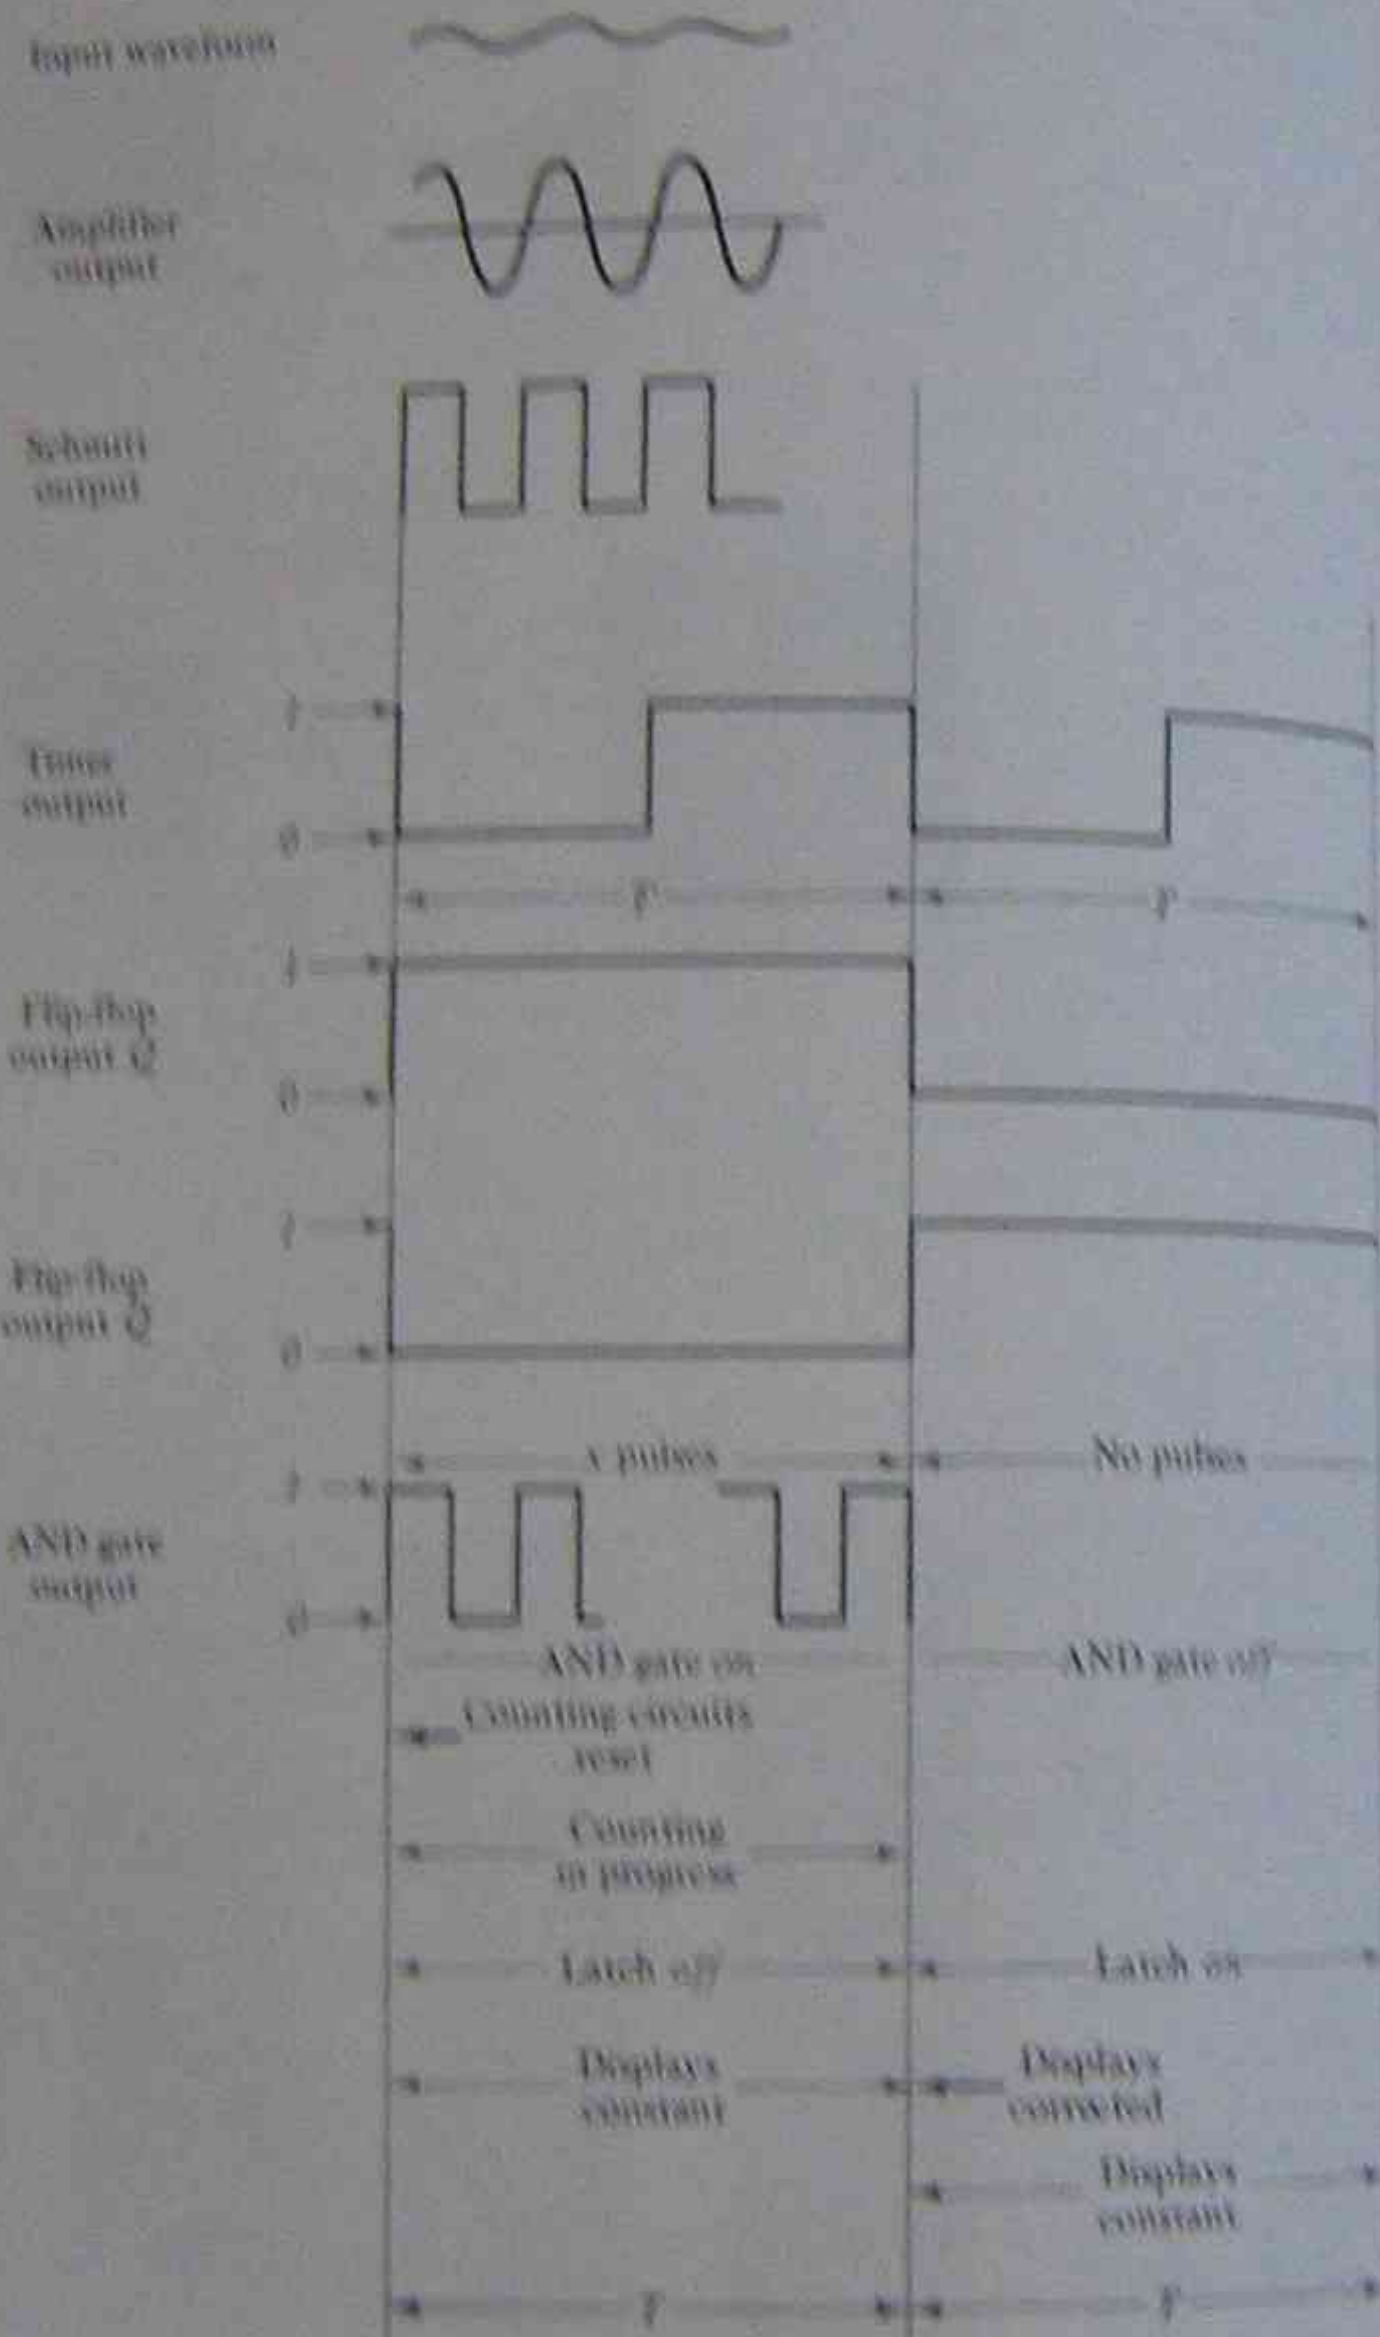 Input waveform
Amplifier
output
Schmitt
output
1
Timer
output
0
T
T
1
Flip-flop
output Q
0
1
Flip-flop
output Q̅
0
x pulses
No pulses
1
AND gate
output
0
AND gate on
AND gate off
Counting circuits
reset
Counting
in progress
Latch off
Latch on
Displays
constant
Displays
corrected
Displays
constant
T
T